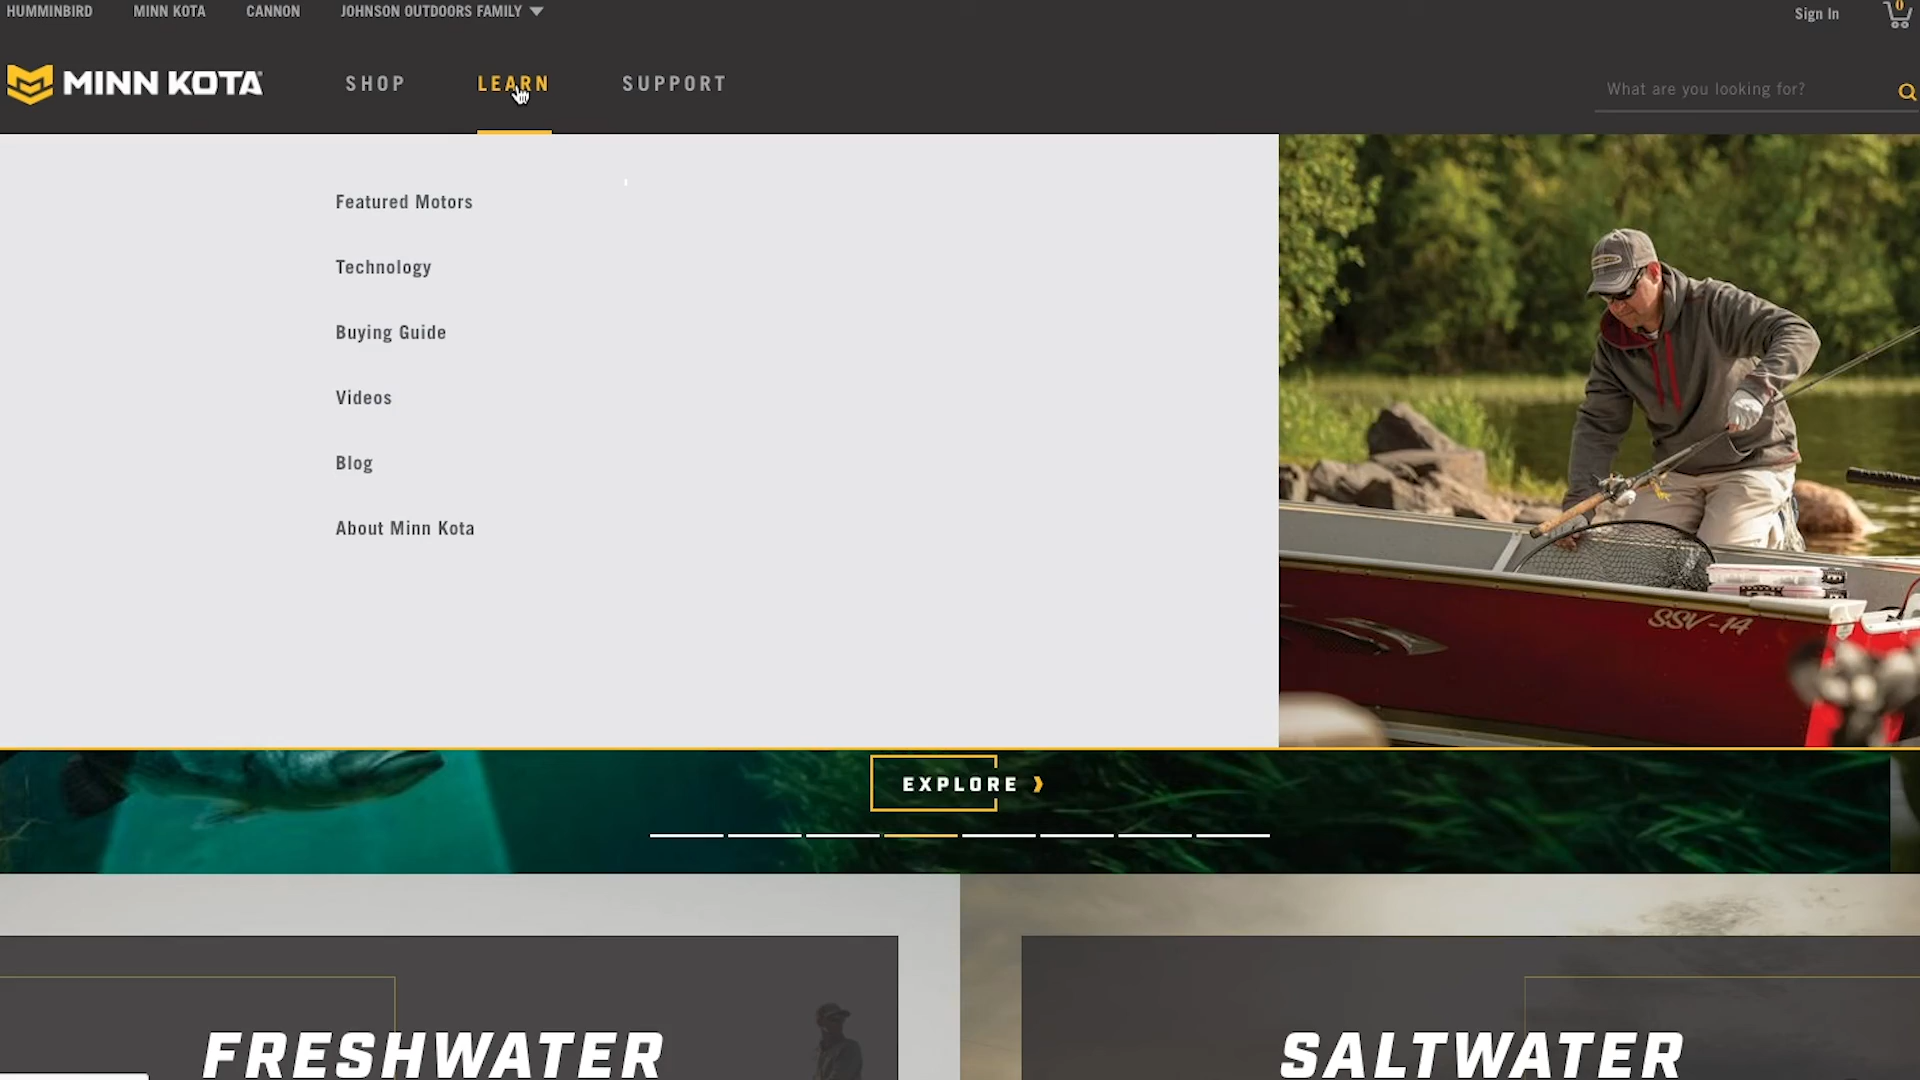 HUMMINBIRD MINN KOTA CANNON JOHNSON OUTDOORS FAMILY Sign In 0
MINN KOTA SHOP LEARN SUPPORT What are you looking for?
Featured Motors
Technology
Buying Guide
Videos
Blog
About Minn Kota
SSV-14
EXPLORE
FRESHWATER SALTWATER